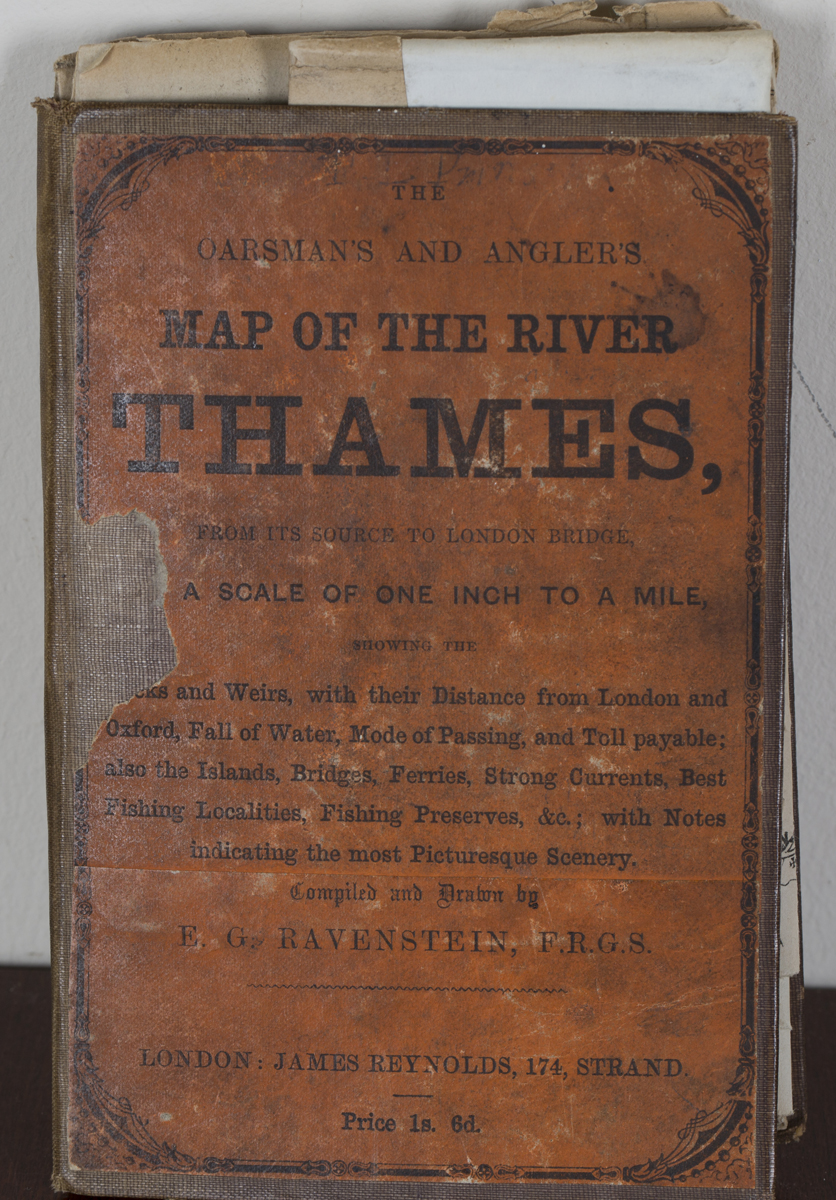 THE
OARSMAN'S AND ANGLER'S
MAP OF THE RIVER
THAMES,
FROM ITS SOURCE TO LONDON BRIDGE,
A SCALE OF ONE INCH TO A MILE,
SHOWING THE
and Weirs, with their Distance from London and
Oxford, Fall of Water, Mode of Passing, and Toll payable;
also the Islands, Bridges, Ferries, Strong Currents, Best
Fishing Localities, Fishing Preserves, &c.; with Notes
indicating the most Picturesque Scenery.
Compiled and Drawn by
E. G. RAVENSTEIN, F.R.G.S.
LONDON: JAMES REYNOLDS, 174, STRAND.
Price 1s. 6d.